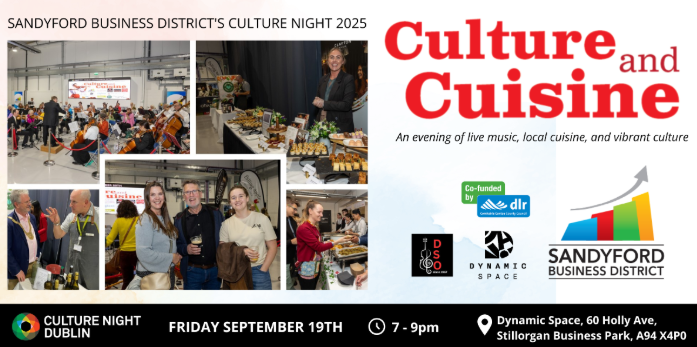 SANDYFORD BUSINESS DISTRICT'S CULTURE NIGHT 2025
Culture
and
Cuisine
An evening of live music, local cuisine, and vibrant culture
Co-funded
by
dlr
DSO
DYNAMIC
SPACE
SANDYFORD
BUSINESS DISTRICT
CULTURE NIGHT
DUBLIN
FRIDAY SEPTEMBER 19TH
7 - 9pm
Dynamic Space, 60 Holly Ave,
Stillorgan Business Park, A94 X4P0